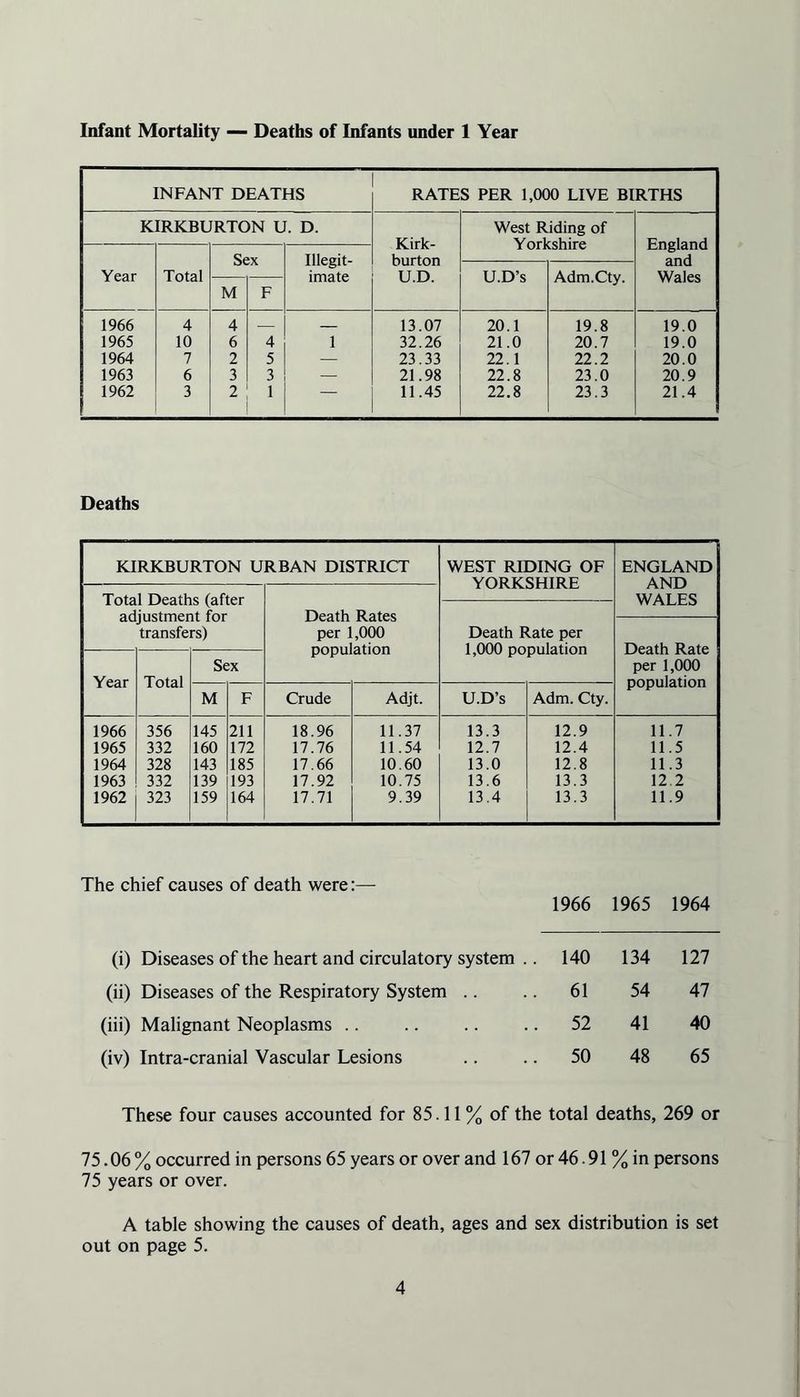 Infant Mortality — Deaths of Infants under 1 Year
INFANT DEATHS RATES PER 1,000 LIVE BIRTHS
KIRKBURTON U. D. Kirk-burton U.D. West Riding of Yorkshire England and Wales
Year Total Sex Illegit-imate U.D's Adm.Cty.
M F
1966 4 4 — — 13.07 20.1 19.8 19.0
1965 10 6 4 1 32.26 21.0 20.7 19.0
1964 7 2 5 — 23.33 22.1 22.2 20.0
1963 6 3 3 — 21.98 22.8 23.0 20.9
1962 3 2 1 — 11.45 22.8 23.3 21.4
Deaths
KIRKBURTON URBAN DISTRICT WEST RIDING OF YORKSHIRE ENGLAND AND WALES
Total Deaths (after adjustment for transfers) Death Rates per 1,000 population Death Rate per 1,000 population Death Rate per 1,000 population
Year Total Sex
M F Crude Adjt. U.D's Adm. Cty.
1966 356 145 211 18.96 11.37 13.3 12.9 11.7
1965 332 160 172 17.76 11.54 12.7 12.4 11.5
1964 328 143 185 17.66 10.60 13.0 12.8 11.3
1963 332 139 193 17.92 10.75 13.6 13.3 12.2
1962 323 159 164 17.71 9.39 13.4 13.3 11.9
The chief causes of death were:—
1966 1965 1964
(i) Diseases of the heart and circulatory system .. 140 134 127
(ii) Diseases of the Respiratory System .. .. 61 54 47
(iii) Malignant Neoplasms .. .. .. .. 52 41 40
(iv) Intra-cranial Vascular Lesions .. .. 50 48 65
These four causes accounted for 85.11% of the total deaths, 269 or
75.06% occurred in persons 65 years or over and 167 or 46.91% in persons
75 years or over.
A table showing the causes of death, ages and sex distribution is set
out on page 5.
4